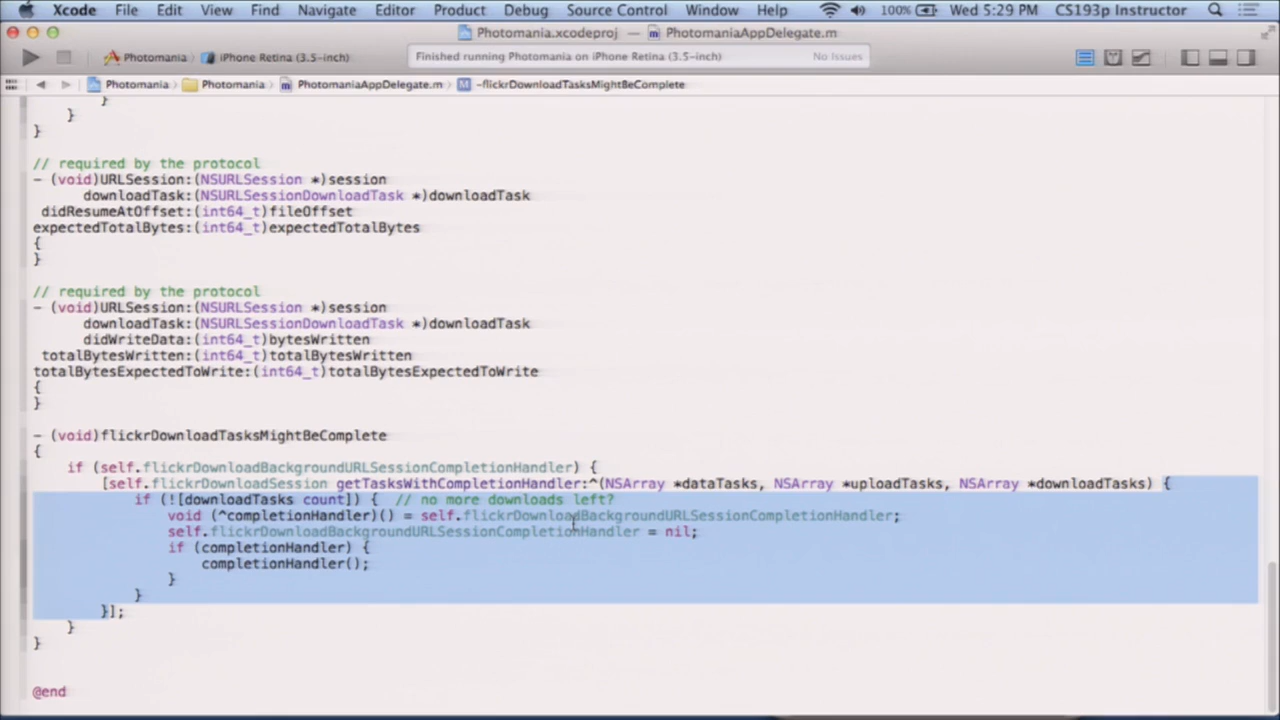 Xcode File Edit View Find Navigate Editor Product Debug Source Control Window Help 100% Wed 5:29 PM CS193p Instructor
Photomania.xcodeproj — PhotomaniaAppDelegate.m
Photomania iPhone Retina (3.5-inch) Finished running Photomania on iPhone Retina (3.5-inch) No Issues
Photomania Photomania PhotomaniaAppDelegate.m M -flickrDownloadTasksMightBeComplete
}
}
}
// required by the protocol
- (void)URLSession:(NSURLSession *)session
downloadTask:(NSURLSessionDownloadTask *)downloadTask
didResumeAtOffset:(int64_t)fileOffset
expectedTotalBytes:(int64_t)expectedTotalBytes
{
}
// required by the protocol
- (void)URLSession:(NSURLSession *)session
downloadTask:(NSURLSessionDownloadTask *)downloadTask
didWriteData:(int64_t)bytesWritten
totalBytesWritten:(int64_t)totalBytesWritten
totalBytesExpectedToWrite:(int64_t)totalBytesExpectedToWrite
{
}
- (void)flickrDownloadTasksMightBeComplete
{
if (self.flickrDownloadBackgroundURLSessionCompletionHandler) {
[self.flickrDownloadSession getTasksWithCompletionHandler:^(NSArray *dataTasks, NSArray *uploadTasks, NSArray *downloadTasks) {
if (![downloadTasks count]) { // no more downloads left?
void (^completionHandler)() = self.flickrDownloadBackgroundURLSessionCompletionHandler;
self.flickrDownloadBackgroundURLSessionCompletionHandler = nil;
if (completionHandler) {
completionHandler();
}
}
}];
}
}
@end